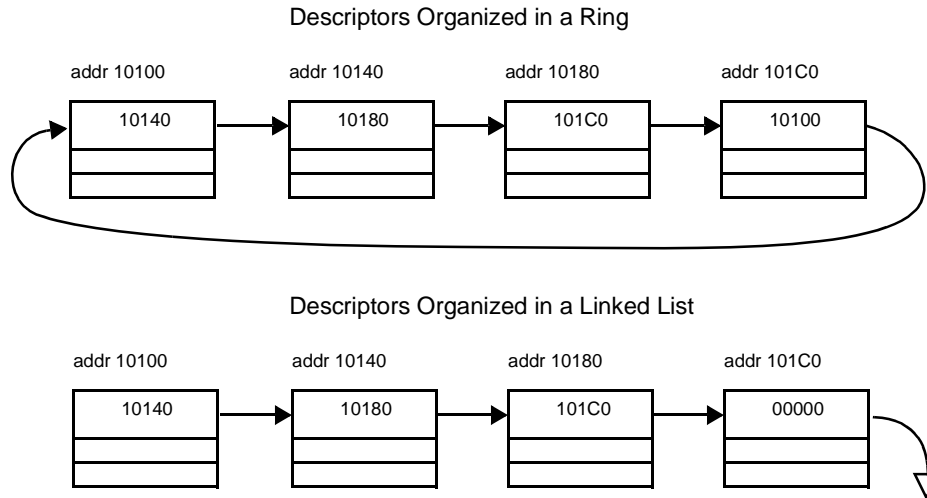 Descriptors Organized in a Ring
addr 10100 addr 10140 addr 10180 addr 101C0
10140 10180 101C0 10100
Descriptors Organized in a Linked List
addr 10100 addr 10140 addr 10180 addr 101C0
10140 10180 101C0 00000